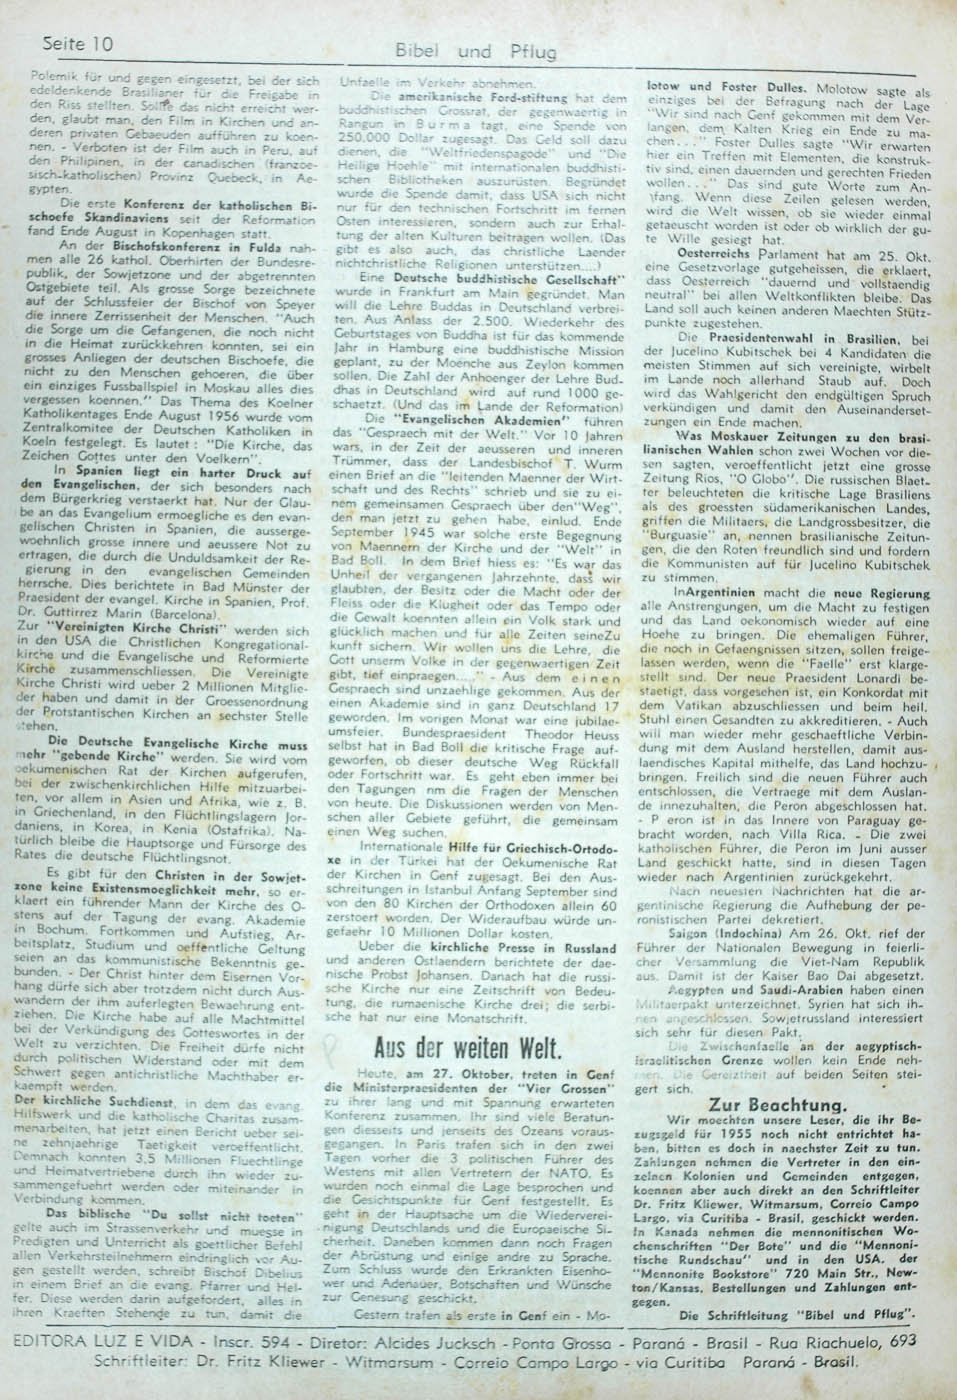 Seite 10
Bibel und Pflug
Polemik für und gegen eingesetzt, bei der sich
edeldenkende Brasilianer für die Freigabe in
den Riss stellten. Sollte das nicht erreicht wer-
den, glaubt man, den Film in Kirchen und an-
deren privaten Gebaeuden aufführen zu koen-
nen. - Verboten ist der Film auch in Peru, auf
den Philipinen, in der canadischen (franzoe-
sisch-katholischen) Provinz Quebeck, in Ae-
gypten.
Die erste Konferenz der katholischen Bi-
schoefe Skandinaviens seit der Reformation
fand Ende August in Kopenhagen statt.
An der Bischofskonferenz in Fulda nah-
men alle 26 kathol. Oberhirten der Bundesre-
publik, der Sowjetzone und der abgetrennten
Ostgebiete teil. Als grosse Sorge bezeichnete
auf der Schlussfeier der Bischof von Speyer
die innere Zerrissenheit der Menschen. "Auch
die Sorge um die Gefangenen, die noch nicht
in die Heimat zurückkehren konnten, sei ein
grosses Anliegen der deutschen Bischoefe, die
nicht zu den Menschen gehoeren, die über
ein einziges Fussballspiel in Moskau alles dies
vergessen koennen." Das Thema des Koelner
Katholikentages Ende August 1956 wurde vom
Zentralkomitee der Deutschen Katholiken in
Koeln festgelegt. Es lautet: "Die Kirche, das
Zeichen Gottes unter den Voelkern".
In Spanien liegt ein harter Druck auf
den Evangelischen, der sich besonders nach
dem Bürgerkrieg verstaerkt hat. Nur der Glau-
be an das Evangelium ermoegliche es den evan-
gelischen Christen in Spanien, die ausserge-
woehnlich grosse innere und aeussere Not zu
ertragen, die durch die Unduldsamkeit der Re-
gierung in den evangelischen Gemeinden
herrsche. Dies berichtete in Bad Münster der
Praesident der evangel. Kirche in Spanien, Prof.
Dr. Guttirrez Marin (Barcelona).
Zur "Vereinigten Kirche Christi" werden sich
in den USA die Christlichen Kongregational-
kirche und die Evangelische und Reformierte
Kirche zusammenschliessen. Die Vereinigte
Kirche Christi wird ueber 2 Millionen Mitglie-
der haben und damit in der Groessenordnung
der Protstantischen Kirchen an sechster Stelle
stehen.
Die Deutsche Evangelische Kirche muss
mehr "gebende Kirche" werden. Sie wird vom
oekumenischen Rat der Kirchen aufgerufen,
bei der zwischenkirchlichen Hilfe mitzuarbei-
ten, vor allem in Asien und Afrika, wie z. B.
in Griechenland, in den Flüchtlingslagern Jor-
daniens, in Korea, in Kenia (Ostafrika). Na-
türlich bleibe die Hauptsorge und Fürsorge des
Rates die deutsche Flüchtlingsnot.
Es gibt für den Christen in der Sowjet-
zone keine Existensmoeglichkeit mehr, so er-
klaert ein führender Mann der Kirche des O-
stens auf der Tagung der evang. Akademie
in Bochum. Fortkommen und Aufstieg, Ar-
beitsplatz, Studium und oeffentliche Geltung
seien an das kommunistische Bekenntnis ge-
bunden. - Der Christ hinter dem Eisernen Vor-
hang dürfe sich aber trotzdem nicht durch Aus-
wandern der ihm auferlegten Bewaehrung ent-
ziehen. Die Kirche habe auf alle Machtmittel
bei der Verkündigung des Gotteswortes in der
Welt zu verzichten. Die Freiheit dürfe nicht
durch politischen Widerstand oder mit dem
Schwert gegen antichristliche Machthaber er-
kaempft werden.
Der kirchliche Suchdienst, in dem das evang.
Hilfswerk und die katholische Charitas zusam-
menarbeiten, hat jetzt einen Bericht ueber sei-
ne zehnjaehrige Taetigkeit veroeffentlicht.
Demnach konnten 3,5 Millionen Fluechtlinge
und Heimatvertriebene durch ihn wieder zu-
sammengefuehrt werden oder miteinander in
Verbindung kommen.
Das biblische "Du sollst nicht toeten"
gelte auch im Strassenverkehr und muesse in
Predigten und Unterricht als goettlicher Befehl
allen Verkehrsteilnehmern eindringlich vor Au-
gen gestellt werden, schreibt Bischof Dibelius
in einem Brief an die evang. Pfarrer und Hel-
fer. Diese werden darin aufgefordert, alles in
ihren Kraeften Stehende zu tun, damit die
Unfaelle im Verkehr abnehmen.
Die amerikanische Ford-stiftung hat dem
buddhistischen Grossrat, der gegenwaertig in
Rangun in Burma tagt, eine Spende von
250.000 Dollar zugesagt. Das Geld soll dazu
dienen, die "Weltfriedenspagode" und "Die
Heilige Hoehle" mit internationalen buddhisti-
schen Bibliotheken auszurüsten. Begründet
wurde die Spende damit, dass USA sich nicht
nur für den technischen Fortschritt im fernen
Osten interessieren, sondern auch zur Erhal-
tung der alten Kulturen beitragen wollen. (Das
gibt es also auch, das christliche Laender
nichtchristliche Religionen unterstützen....)
Eine Deutsche buddhistische Gesellschaft"
wurde in Frankfurt am Main gegründet. Man
will die Lehre Buddas in Deutschland verbrei-
ten. Aus Anlass der 2.500. Wiederkehr des
Geburtstages von Buddha ist für das kommende
Jahr in Hamburg eine buddhistische Mission
geplant, zu der Moenche aus Zeylon kommen
sollen. Die Zahl der Anhoenger der Lehre Bud-
dhas in Deutschland wird auf rund 1000 ge-
schaetzt. (Und das im Lande der Reformation)
Die "Evangelischen Akademien" führen
das "Gespraech mit der Welt." Vor 10 Jahren
wars, in der Zeit der aeusseren und inneren
Trümmer, dass der Landesbischof T. Wurm
einen Brief an die "leitenden Maenner der Wirt-
schaft und des Rechts" schrieb und sie zu ei-
nem gemeinsamen Gespraech über den"Weg",
den man jetzt zu gehen habe, einlud. Ende
September 1945 war solche erste Begegnung
von Maennern der Kirche und der "Welt" in
Bad Boll. In dem Brief hiess es: "Es war das
Unheil der vergangenen Jahrzehnte, dass wir
glaubten, der Besitz oder die Macht oder der
Fleiss oder die Klugheit oder das Tempo oder
die Gewalt koennten allein ein Volk stark und
glücklich machen und für alle Zeiten seineZu
kunft sichern. Wir wollen uns die Lehre, die
Gott unserm Volke in der gegenwaertigen Zeit
gibt, tief einpraegen....." - Aus dem einen
Gespraech sind unzaehlige gekommen. Aus der
einen Akademie sind in ganz Deutschland 17
geworden. Im vorigen Monat war eine jubilae-
umsfeier. Bundespraesident Theodor Heuss
selbst hat in Bad Boll die kritische Frage auf-
geworfen, ob dieser deutsche Weg Rückfall
oder Fortschritt war. Es geht eben immer bei
den Tagungen nm die Fragen der Menschen
von heute. Die Diskussionen werden von Men-
schen aller Gebiete geführt, die gemeinsam
einen Weg suchen.
Internationale Hilfe für Griechisch-Ortodo-
xe in der Türkei hat der Oekumenische Rat
der Kirchen in Genf zugesagt. Bei den Aus-
schreitungen in Istanbul Anfang September sind
von den 80 Kirchen der Orthodoxen allein 60
zerstoert worden. Der Wideraufbau würde un-
gefaehr 10 Millionen Dollar kosten.
Ueber die kirchliche Presse in Russland
und anderen Ostlaendern berichtete der dae-
nische Probst Johansen. Danach hat die russi-
sche Kirche nur eine Zeitschrift von Bedeu-
tung, die rumaenische Kirche drei; die serbi-
sche hat nur eine Monatschrift.
Aus der weiten Welt.
Heute, am 27. Oktober, treten in Genf
die Ministerpraesidenten der "Vier Grossen"
zu ihrer lang und mit Spannung erwarteten
Konferenz zusammen. Ihr sind viele Beratun-
gen diesseits und jenseits des Ozeans voraus-
gegangen. In Paris trafen sich in den zwei
Tagen vorher die 3 politischen Führer des
Westens mit allen Vertretern der NATO. Es
wurden noch einmal die Lage besprochen und
die Gesichtspunkte für Genf festgestellt. Es
geht in der Hauptsache um die Wiederverei-
nigung Deutschlands und die Europaeische Si-
cherheit. Daneben kommen dann noch Fragen
der Abrüstung und einige andre zu Sprache.
Zum Schluss wurde den Erkrankten Eisenho-
wer und Adenauer, Botschaften und Wünsche
zur Genesung geschickt.
Gestern trafen als erste in Genf ein - Mo-
lotow und Foster Dulles. Molotow sagte als
einziges bei der Befragung nach der Lage
"Wir sind nach Genf gekommen mit dem Ver-
langen, dem Kalten Krieg ein Ende zu ma-
chen..." Foster Dulles sagte "Wir erwarten
hier ein Treffen mit Elementen, die konstruk-
tiv sind, einen dauernden und gerechten Frieden
wollen..." Das sind gute Worte zum An-
fang. Wenn diese Zeilen gelesen werden,
wird die Welt wissen, ob sie wieder einmal
getaeuscht worden ist oder ob wirklich der gu-
te Wille gesiegt hat.
Oesterreichs Parlament hat am 25. Okt.
eine Gesetzvorlage gutgeheissen, die erklaert,
dass Oesterreich "dauernd und vollstaendig
neutral" bei allen Weltkonflikten bleibe. Das
Land soll auch keinen anderen Maechten Stütz-
punkte zugestehen.
Die Praesidentenwahl in Brasilien, bei
der Jucelino Kubitschek bei 4 Kandidaten die
meisten Stimmen auf sich vereinigte, wirbelt
im Lande noch allerhand Staub auf. Doch
wird das Wahlgericht den endgültigen Spruch
verkündigen und damit den Auseinanderset-
zungen ein Ende machen.
Was Moskauer Zeitungen zu den brasi-
lianischen Wahlen schon zwei Wochen vor die-
sen sagten, veroeffentlicht jetzt eine grosse
Zeitung Rios, "O Globo". Die russischen Blaet-
ter beleuchteten die kritische Lage Brasiliens
als des groessten südamerikanischen Landes,
griffen die Militaers, die Landgrossbesitzer, die
"Burguasie" an, nennen brasilianische Zeitun-
gen, die den Roten freundlich sind und fordern
die Kommunisten auf für Jucelino Kubitschek
zu stimmen.
InArgentinien macht die neue Regierung
alle Anstrengungen, um die Macht zu festigen
und das Land oekonomisch wieder auf eine
Hoehe zu bringen. Die ehemaligen Führer,
die noch in Gefaengnissen sitzen, sollen freige-
lassen werden, wenn die "Faelle" erst klarge-
stellt sind. Der neue Praesident Lonardi be-
staetigt, dass vorgesehen ist, ein Konkordat mit
dem Vatikan abzuschliessen und beim heil.
Stuhl einen Gesandten zu akkreditieren. - Auch
will man wieder mehr geschaeftliche Verbin-
dung mit dem Ausland herstellen, damit aus-
laendisches Kapital mithelfe, das Land hochzu-
bringen. Freilich sind die neuen Führer auch
entschlossen, die Vertraege mit dem Auslan-
de innezuhalten, die Peron abgeschlossen hat.
- P eron ist in das Innere von Paraguay ge-
bracht worden, nach Villa Rica. - Die zwei
katholischen Führer, die Peron im Juni ausser
Land geschickt hatte, sind in diesen Tagen
wieder nach Argentinien zurückgekehrt.
Nach neuesten Nachrichten hat die ar-
gentinische Regierung die Aufhebung der pe-
ronistischen Partei dekretiert.
Saigon (Indochina) Am 26. Okt. rief der
Führer der Nationalen Bewegung in feierli-
cher Versammlung die Viet-Nam Republik
aus. Damit ist der Kaiser Bao Dai abgesetzt.
Aegypten und Saudi-Arabien haben einen
Militaerpakt unterzeichnet. Syrien hat sich ih-
nen angeschlossen. Sowjetrussland interessiert
sich sehr für diesen Pakt.
Die Zwischenfaelle an der aegyptisch-
israelitischen Grenze wollen kein Ende neh-
men. Die Gereiztheit auf beiden Seiten stei-
gert sich.
Zur Beachtung.
Wir moechten unsere Leser, die ihr Be-
zugsgeld für 1955 noch nicht entrichtet ha-
ben, bitten es doch in naechster Zeit zu tun.
Zahlungen nehmen die Vertreter in den ein-
zelnen Kolonien und Gemeinden entgegen,
koennen aber auch direkt an den Schriftleiter
Dr. Fritz Kliewer, Witmarsum, Correio Campo
Largo, via Curitiba - Brasil, geschickt werden.
In Kanada nehmen die mennonitischen Wo-
chenschriften "Der Bote" und die "Mennoni-
tische Rundschau" und in den USA. der
"Mennonite Bookstore" 720 Main Str., New-
ton/Kansas, Bestellungen und Zahlungen ent-
gegen.
Die Schriftleitung "Bibel und Pflug".
EDITORA LUZ E VIDA - Inscr. 594 - Diretor: Alcides Jucksch - Ponta Grossa - Paraná - Brasil - Rua Riachuelo, 693
Schriftleiter: Dr. Fritz Kliewer - Witmarsum - Correio Campo Largo - via Curitiba Paraná - Brasil.